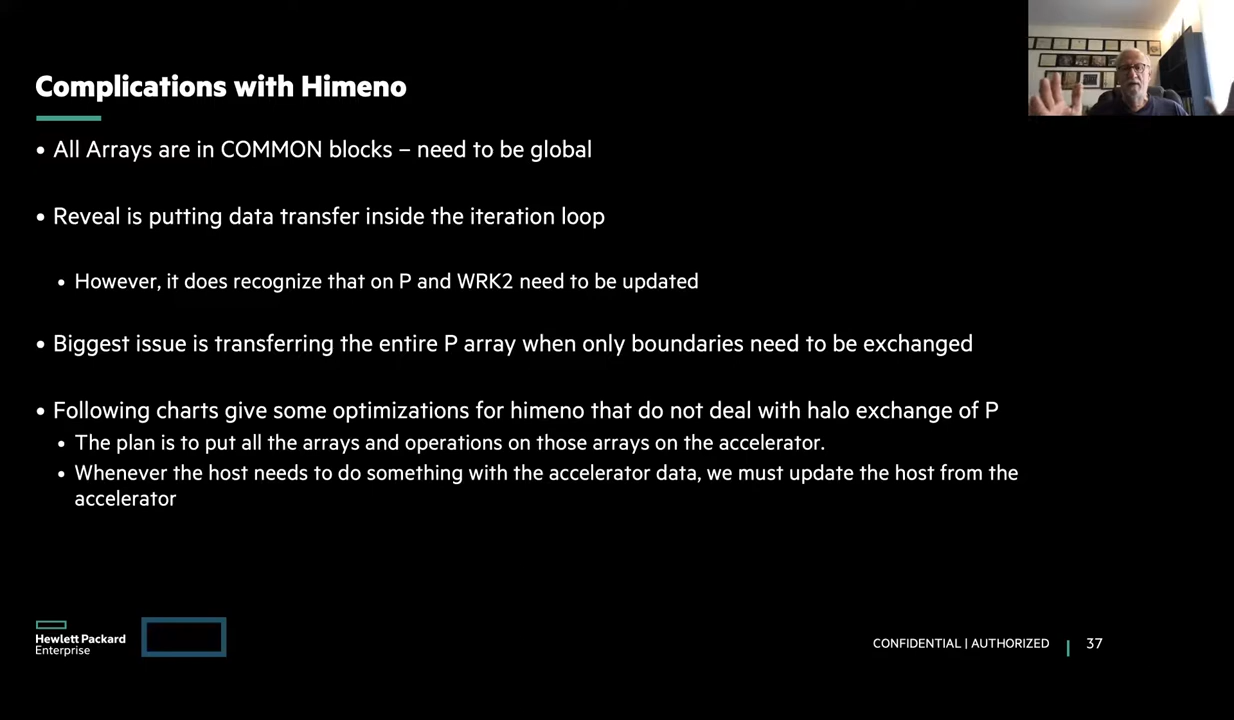 Complications with Himeno
• All Arrays are in COMMON blocks – need to be global
• Reveal is putting data transfer inside the iteration loop
• However, it does recognize that on P and WRK2 need to be updated
• Biggest issue is transferring the entire P array when only boundaries need to be exchanged
• Following charts give some optimizations for himeno that do not deal with halo exchange of P
• The plan is to put all the arrays and operations on those arrays on the accelerator.
• Whenever the host needs to do something with the accelerator data, we must update the host from the
accelerator
Hewlett Packard
Enterprise
CONFIDENTIAL | AUTHORIZED
37